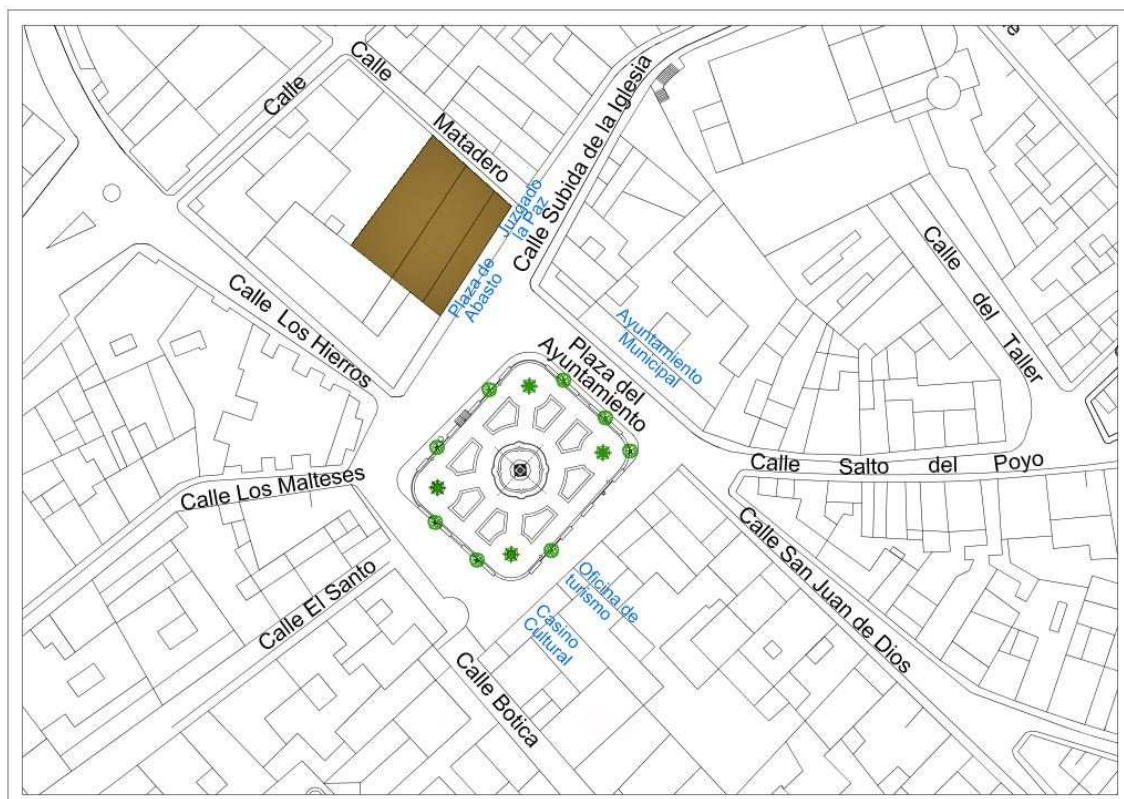 Calle
Calle
Matadero
Calle Subida de la Iglesia
Juzgado
la Paz
Plaza de
Abasto
Calle
del
Taller
Calle Los Hierros
Ayuntamiento
Municipal
Plaza del
Ayuntamiento
Calle Salto del Poyo
Calle Los Malteses
Calle San Juan de Dios
Calle El Santo
Oficina de
turismo
Casino
Cultural
Calle Botica